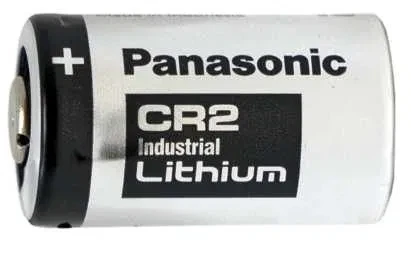 +
Panasonic
CR2
Industrial
Lithium